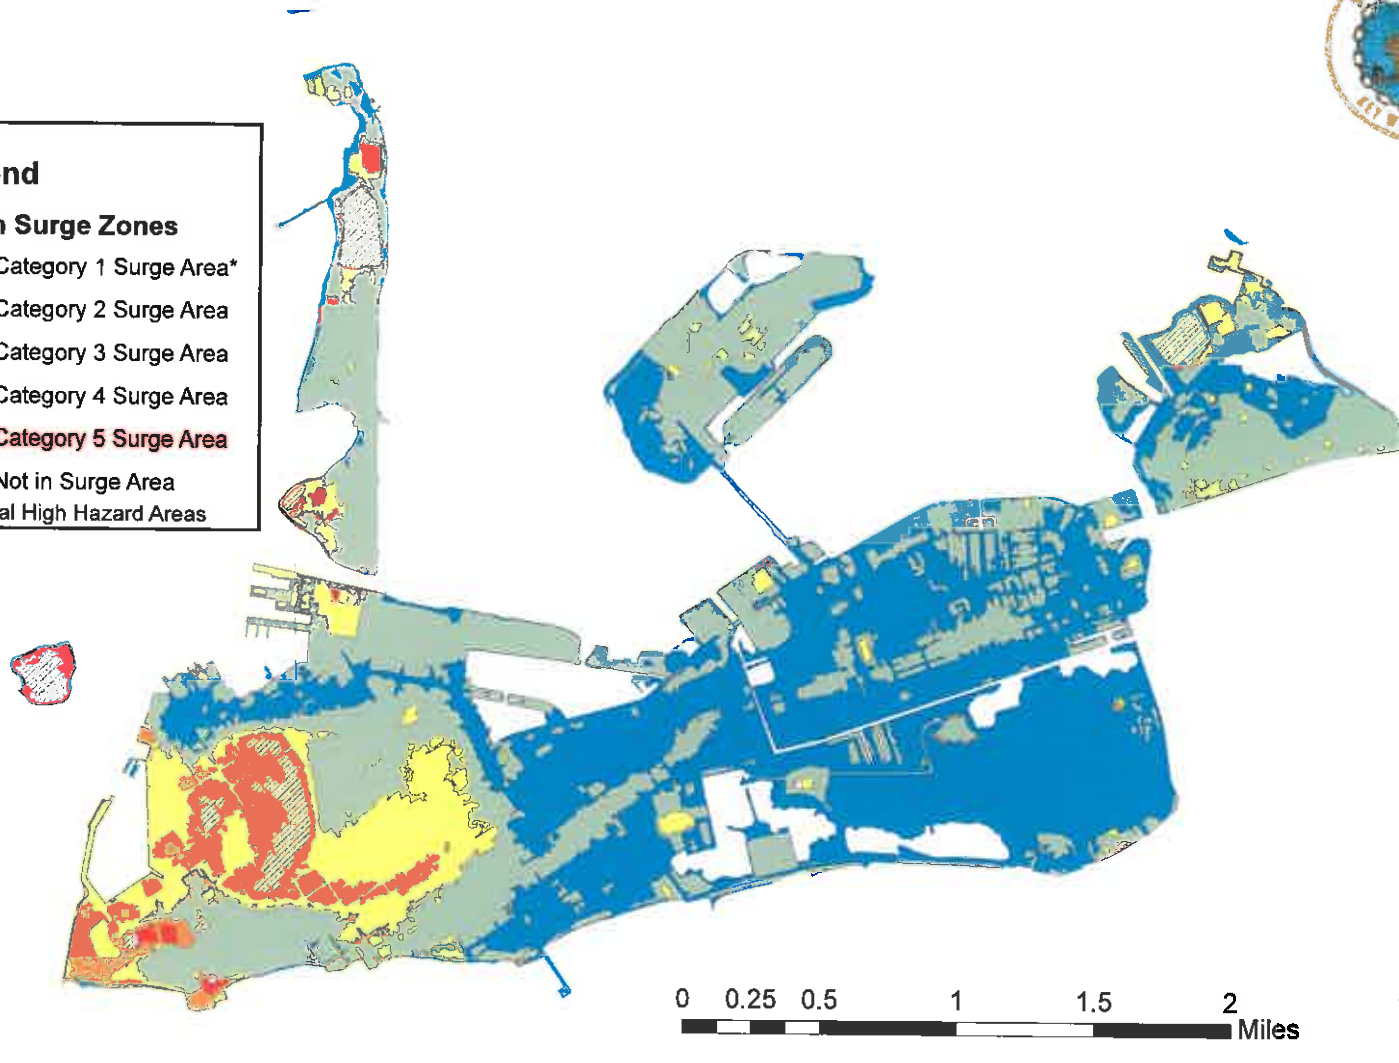 nd
n Surge Zones
Category 1 Surge Area*
Category 2 Surge Area
Category 3 Surge Area
Category 4 Surge Area
Category 5 Surge Area
Not in Surge Area
al High Hazard Areas
0 0.25 0.5 1 1.5 2
Miles